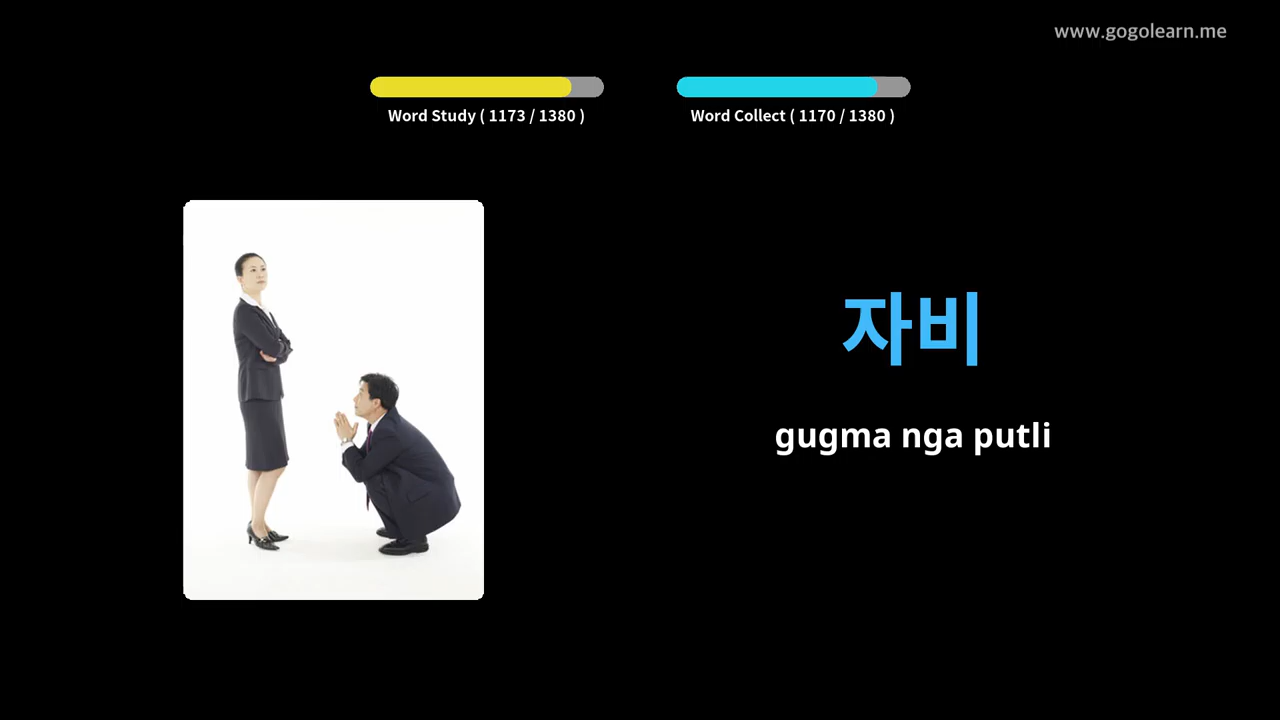 www.gogolearn.me
Word Study ( 1173 / 1380 )
Word Collect ( 1170 / 1380 )
자비
gugma nga putli